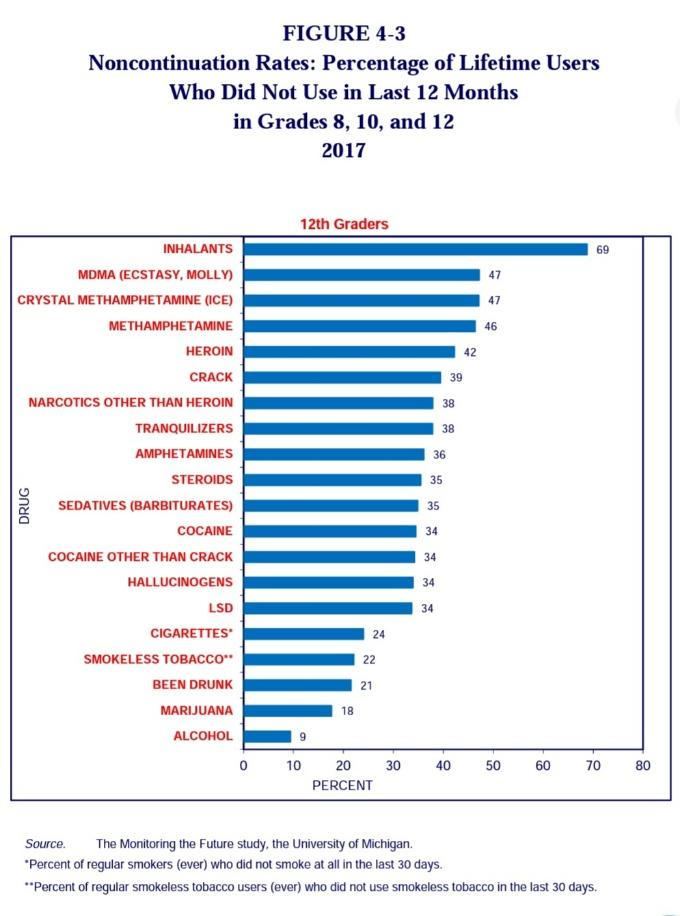 FIGURE 4-3
Noncontinuation Rates: Percentage of Lifetime Users
Who Did Not Use in Last 12 Months
in Grades 8, 10, and 12
2017
12th Graders
INHALANTS 69
MDMA (ECSTASY, MOLLY) 47
CRYSTAL METHAMPHETAMINE (ICE) 47
METHAMPHETAMINE 46
HEROIN 42
CRACK 39
NARCOTICS OTHER THAN HEROIN 38
TRANQUILIZERS 38
AMPHETAMINES 36
STEROIDS 35
DRUG
SEDATIVES (BARBITURATES) 35
COCAINE 34
COCAINE OTHER THAN CRACK 34
HALLUCINOGENS 34
LSD 34
CIGARETTES* 24
SMOKELESS TOBACCO** 22
BEEN DRUNK 21
MARIJUANA 18
ALCOHOL 9
0 10 20 30 40 50 60 70 80
PERCENT
Source. The Monitoring the Future study, the University of Michigan.
*Percent of regular smokers (ever) who did not smoke at all in the last 30 days.
**Percent of regular smokeless tobacco users (ever) who did not use smokeless tobacco in the last 30 days.